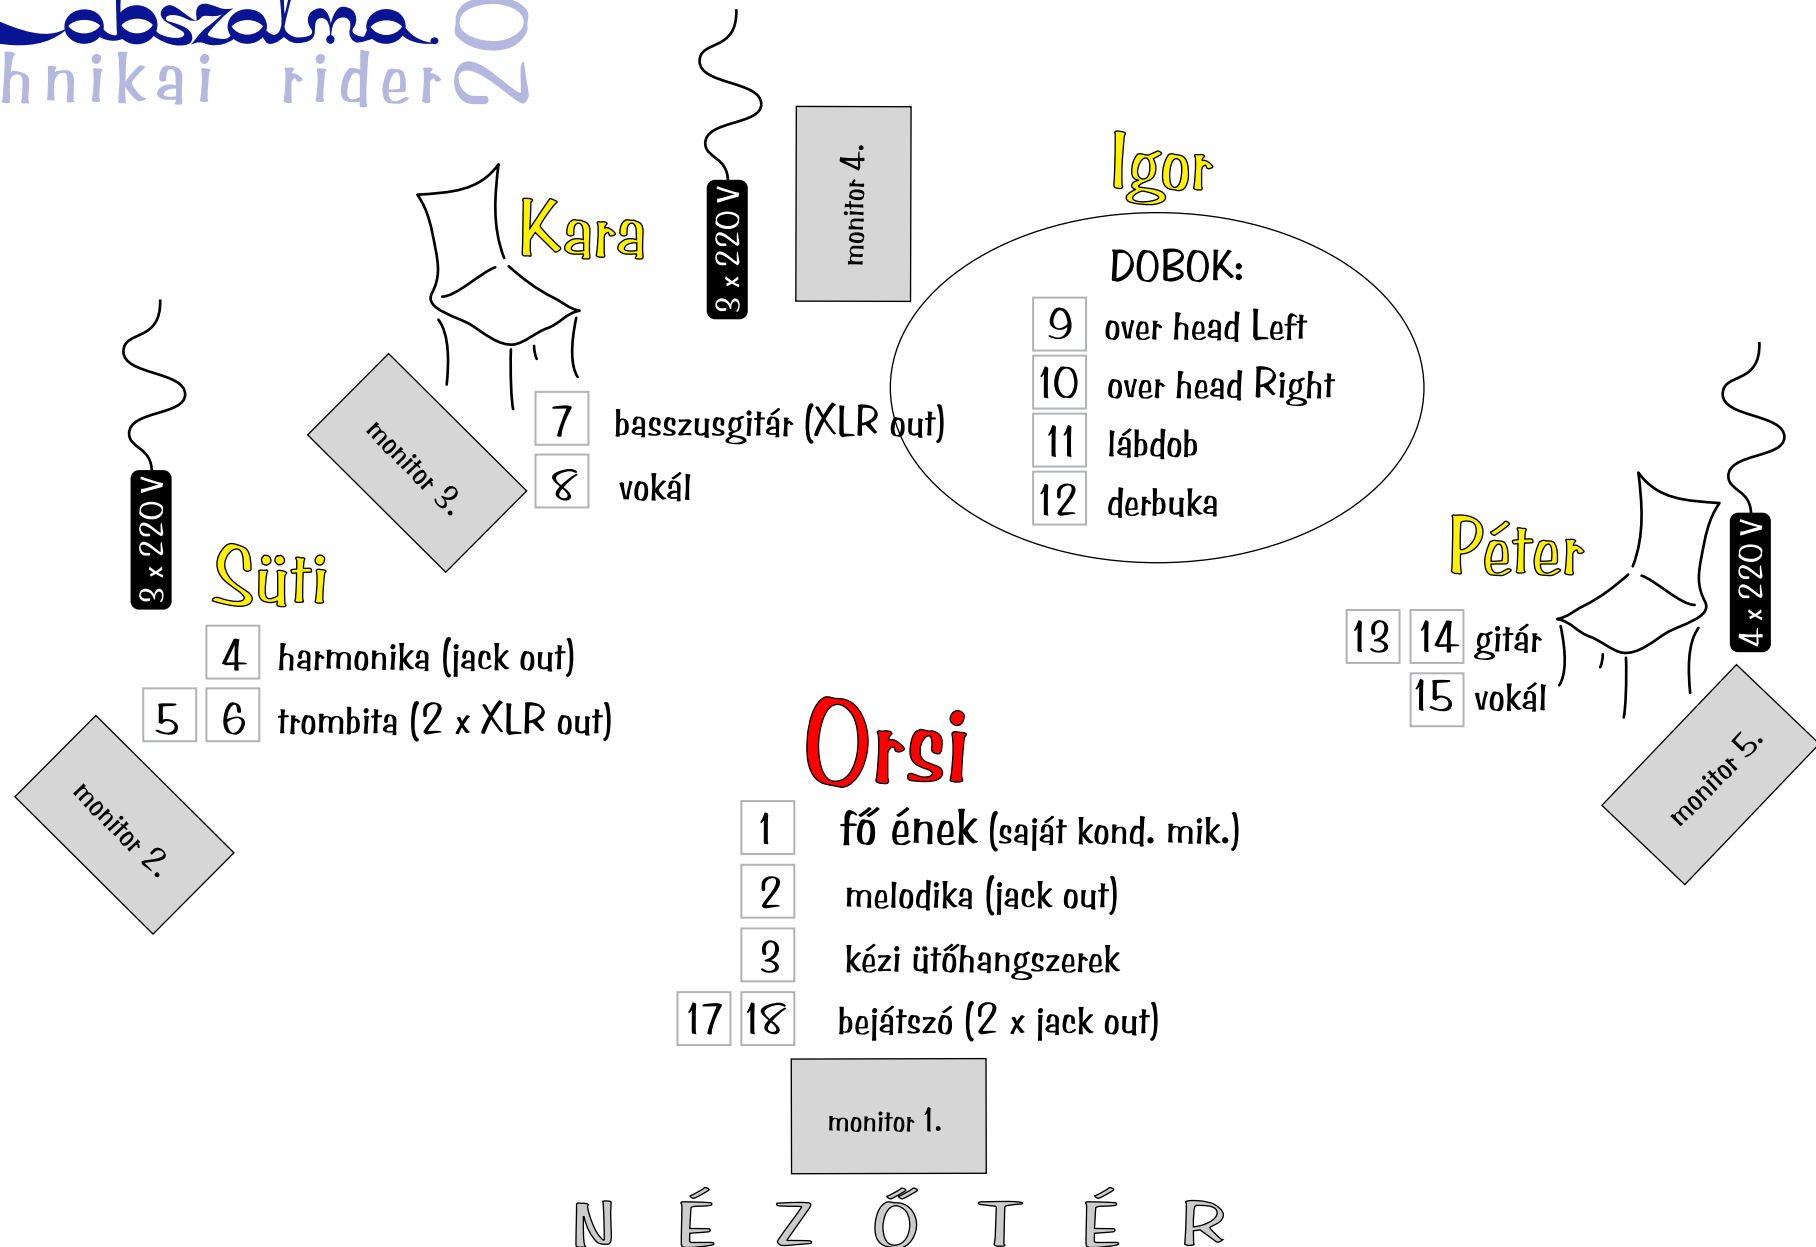 abszolna.
hnikai rider 20
3 x 220 V
monitor 4.
Igor
Kara
DOBOK:
9 over head Left
10 over head Right
11 lábdob
12 derbuka
7 basszusgitár (XLR out)
8 vokál
monitor 3.
3 x 220 V
Süti
4 harmonika (jack out)
5 6 trombita (2 x XLR out)
monitor 2.
Péter
4 x 220 V
13 14 gitár
15 vokál
monitor 5.
Orsi
1 fő ének (saját kond. mik.)
2 melodika (jack out)
3 kézi ütőhangszerek
17 18 bejátszó (2 x jack out)
monitor 1.
NÉZŐTÉR